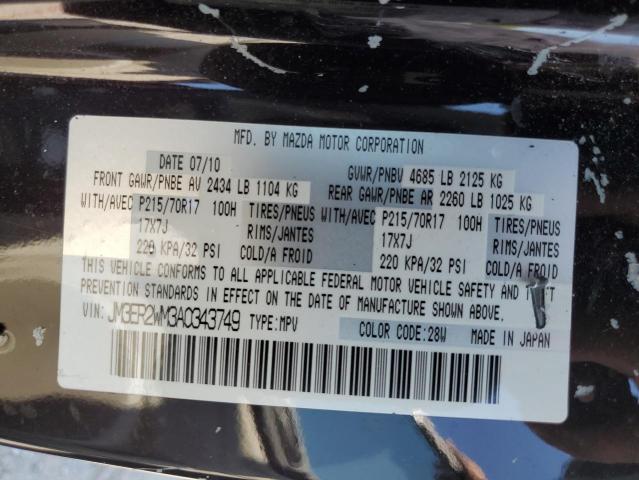 MFD. BY MAZDA MOTOR CORPORATION
DATE 07/10 GVWR/PNBV 4685 LB 2125 KG
FRONT GAWR/PNBE AV 2434 LB 1104 KG REAR GAWR/PNBE AR 2260 LB 1025 KG
WITH/AVEC P215/70R17 100H TIRES/PNEUS WITH/AVEC P215/70R17 100H TIRES/PNEUS
17X7J RIMS/JANTES 17X7J RIMS/JANTES
220 KPA/32 PSI COLD/A FROID 220 KPA/32 PSI COLD/A FROID
THIS VEHICLE CONFORMS TO ALL APPLICABLE FEDERAL MOTOR VEHICLE SAFETY AND THEFT
PREVENTION STANDARDS IN EFFECT ON THE DATE OF MANUFACTURE SHOWN ABOVE.
VIN: JM3ER2WM3A0343749 TYPE:MPV COLOR CODE:28W MADE IN JAPAN